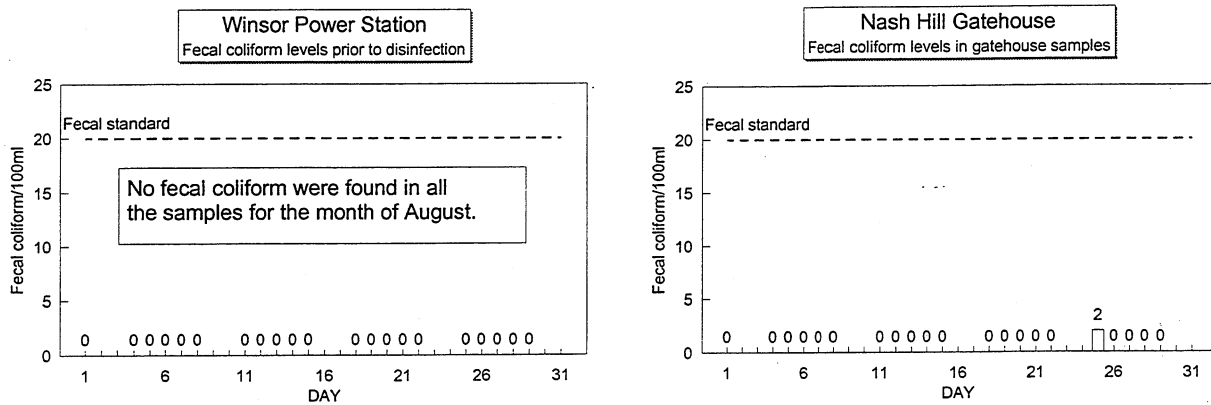 Winsor Power Station
Fecal coliform levels prior to disinfection
25
20
15
10
5
0
Fecal coliform/100ml
Fecal standard
No fecal coliform were found in all
the samples for the month of August.
0 0 0 0 0 0 0 0 0 0 0 0 0 0 0 0 0 0 0 0 0
1 6 11 16 21 26 31
DAY
Nash Hill Gatehouse
Fecal coliform levels in gatehouse samples
25
20
15
10
5
0
Fecal coliform/100ml
Fecal standard
2
0 0 0 0 0 0 0 0 0 0 0 0 0 0 0 0 0 0 0 0
1 6 11 16 21 26 31
DAY